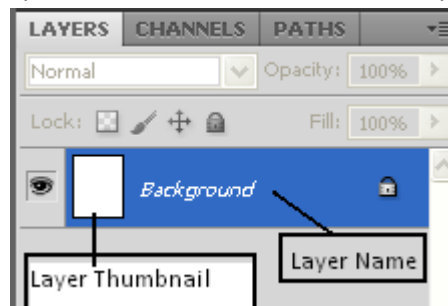 LAYERS CHANNELS PATHS
Normal Opacity: 100%
Lock: Fill: 100%
Background
Layer Name
Layer Thumbnail